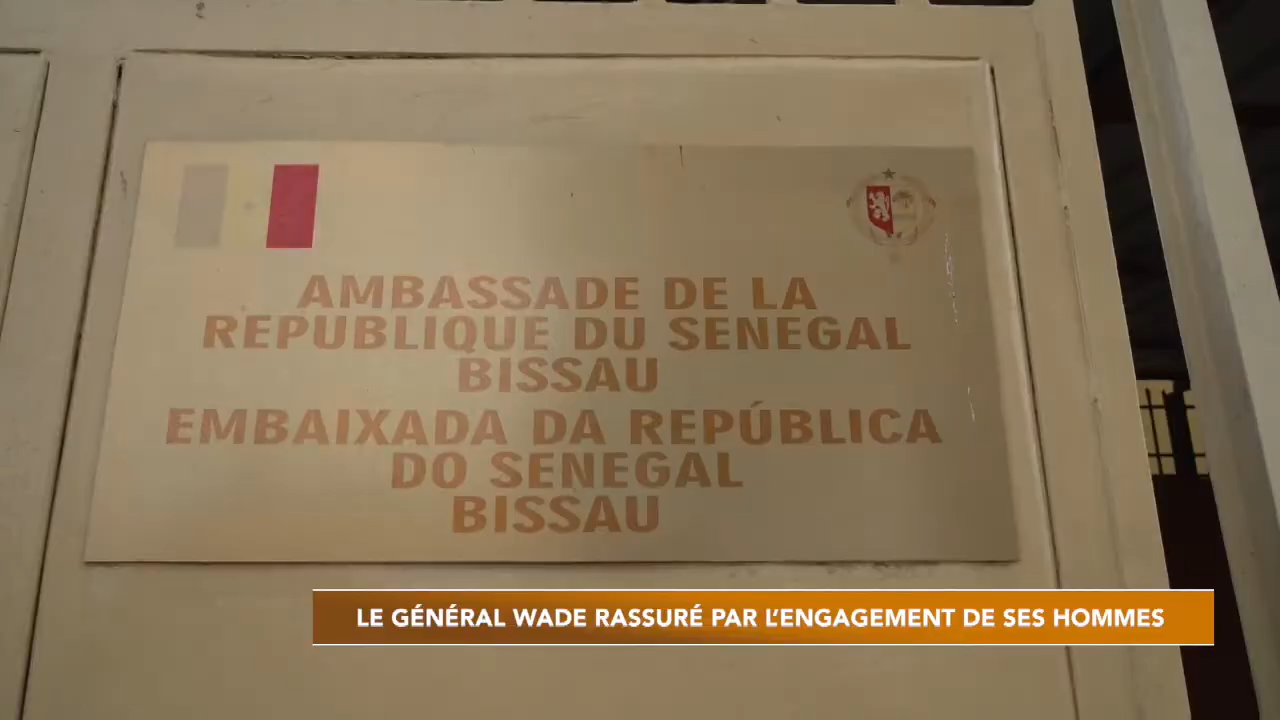 AMBASSADE DE LA
REPUBLIQUE DU SENEGAL
BISSAU
EMBAIXADA DA REPÚBLICA
DO SENEGAL
BISSAU
LE GÉNÉRAL WADE RASSURÉ PAR L'ENGAGEMENT DE SES HOMMES